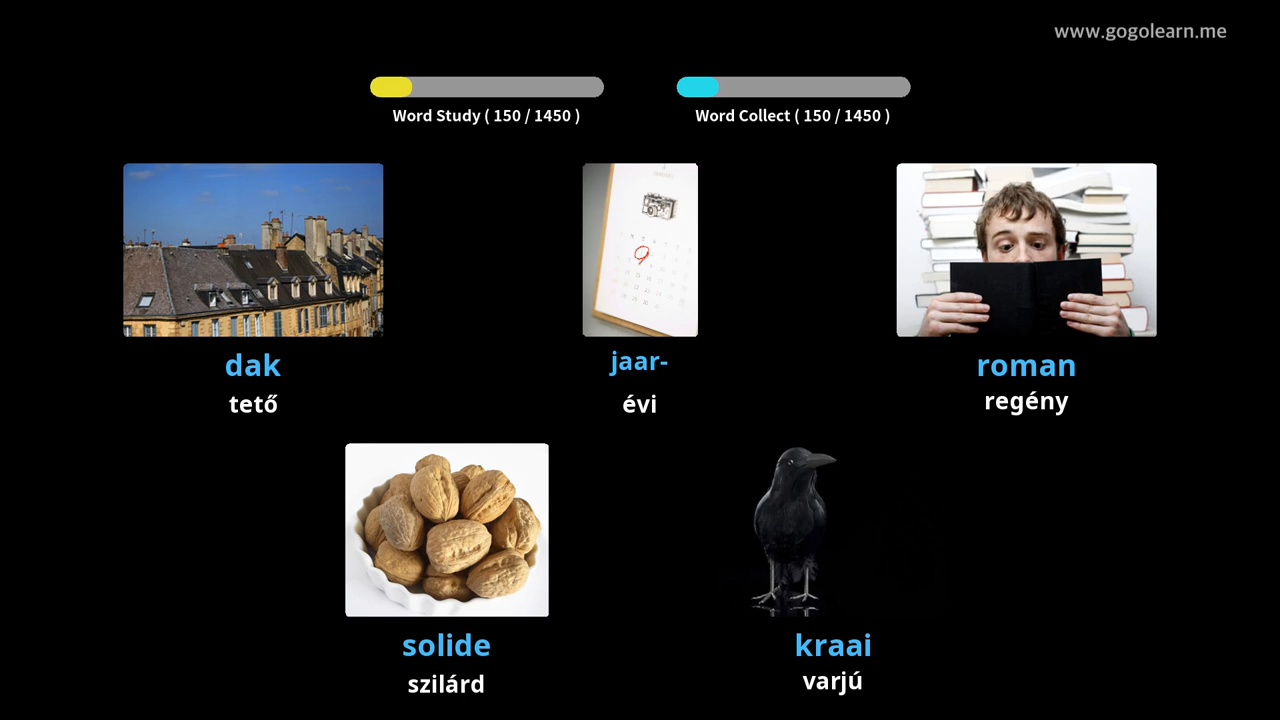 www.gogolearn.me
Word Study ( 150 / 1450 )
Word Collect ( 150 / 1450 )
dak
tető
jaar-
évi
roman
regény
solide
szilárd
kraai
varjú